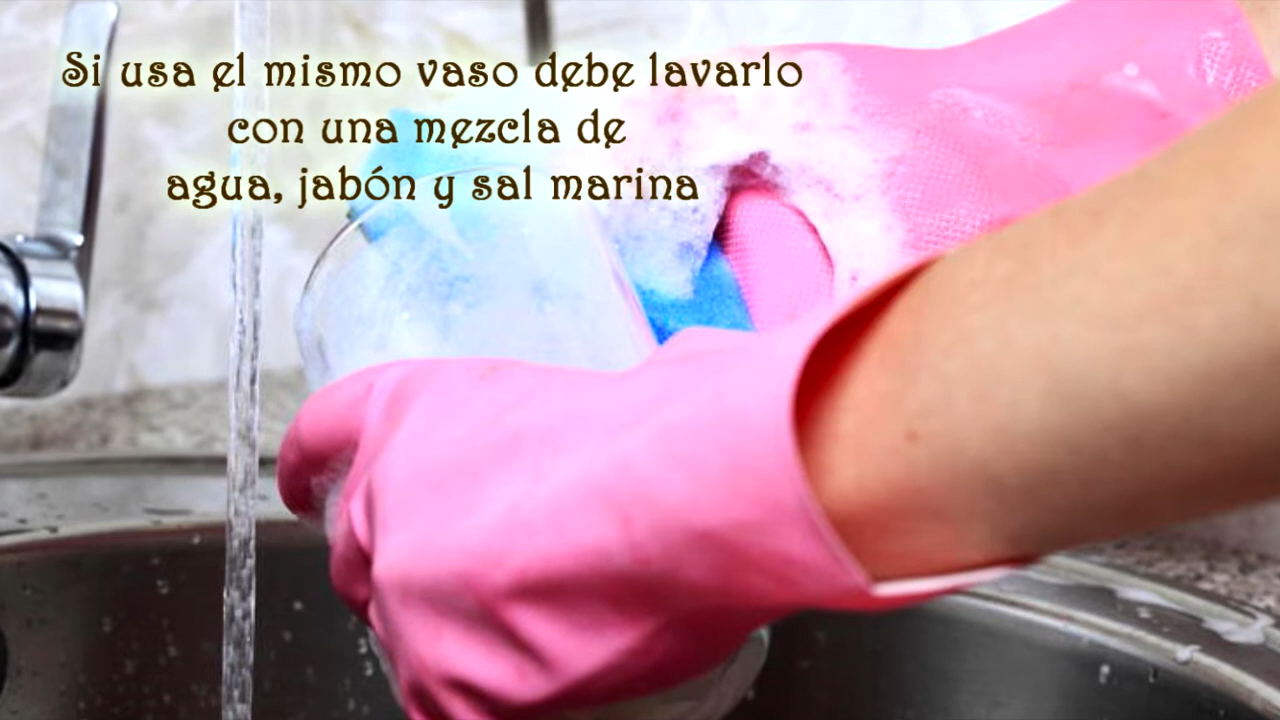 Si usa el mismo vaso debe lavarlo
con una mezcla de
agua, jabón y sal marina